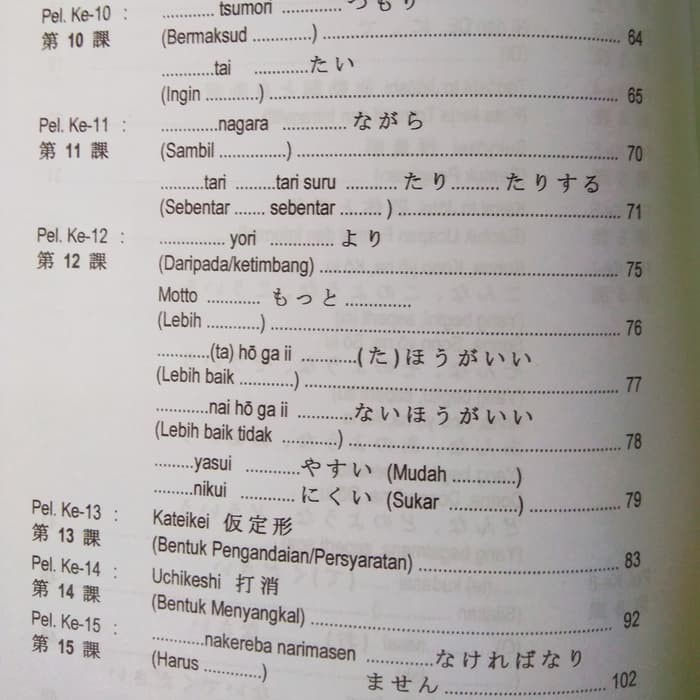 Pel. Ke-10 : ............ tsumori ............ つもり
第 10 課 (Bermaksud ............) ............ 64
............tai ............たい
(Ingin ............) ............ 65
Pel. Ke-11 : ............nagara ............. ながら
第 11 課 (Sambil ..............) ............ 70
.........tari .........tari suru ......... たり......... たりする
(Sebentar ....... sebentar ......... ) ............ 71
Pel. Ke-12 : .............. yori .............. より
第 12 課 (Daripada/ketimbang) ............ 75
Motto ........... もっと ..............
(Lebih ............) ............ 76
............(ta) hō ga ii ............(た)ほうがいい
(Lebih baik ............) ............ 77
............nai hō ga ii ............ないほうがいい
(Lebih baik tidak ............) ............ 78
.........yasui ............やすい (Mudah ..............)
.........nikui ............にくい (Sukar ..............) ............ 79
Pel. Ke-13 : Kateikei 仮定形
第 13 課 (Bentuk Pengandaian/Persyaratan) ............ 83
Pel. Ke-14 : Uchikeshi 打消
第 14 課 (Bentuk Menyangkal) ............ 92
Pel. Ke-15 : ............nakereba narimasen ..............なければなり
第 15 課 (Harus .............) ません ............ 102